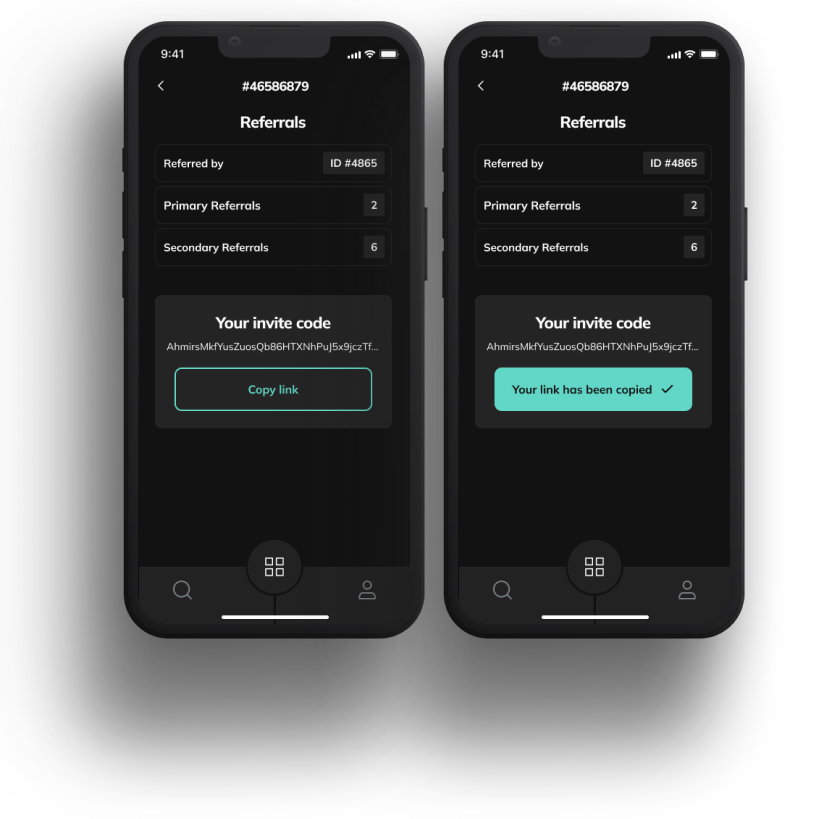 9:41
#46586879
Referrals
Referred by ID #4865
Primary Referrals 2
Secondary Referrals 6
Your invite code
AhmirsMkfYusZuosQb86HTXNhPuJ5x9jczTf...
Copy link
9:41
#46586879
Referrals
Referred by ID #4865
Primary Referrals 2
Secondary Referrals 6
Your invite code
AhmirsMkfYusZuosQb86HTXNhPuJ5x9jczTf...
Your link has been copied